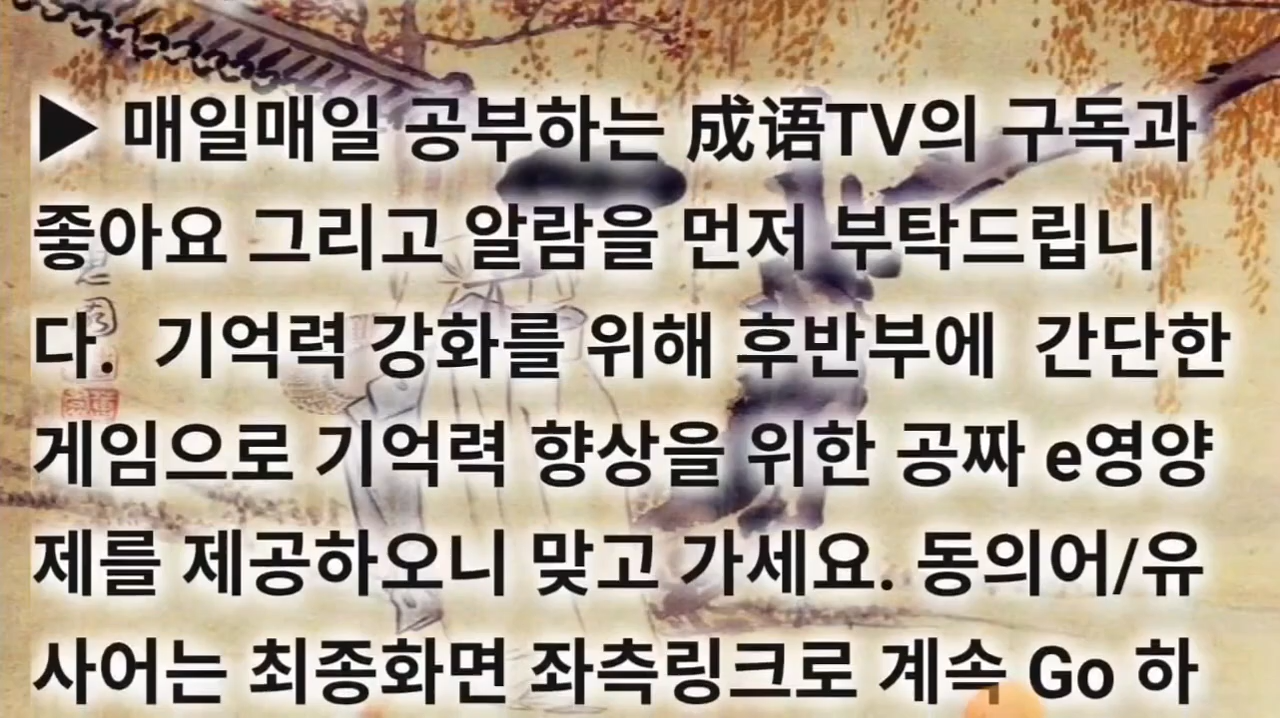 ▶ 매일매일 공부하는 成语TV의 구독과
좋아요 그리고 알람을 먼저 부탁드립니
다. 기억력 강화를 위해 후반부에 간단한
게임으로 기억력 향상을 위한 공짜 e영양
제를 제공하오니 맞고 가세요. 동의어/유
사어는 최종화면 좌측링크로 계속 Go 하